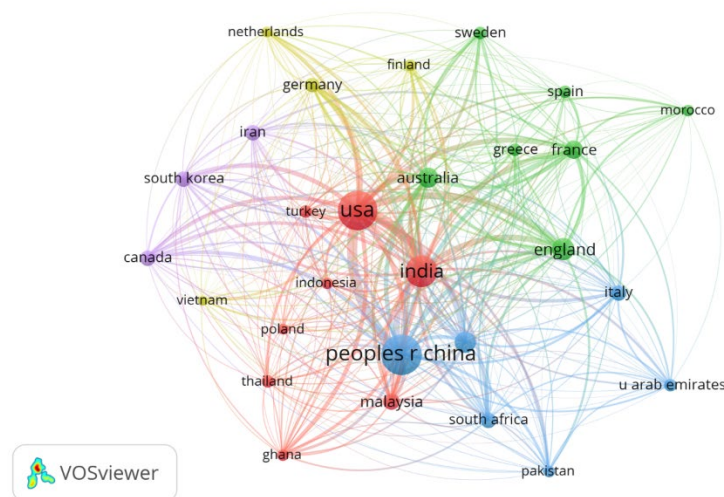 netherlands
sweden
finland
germany
spain
morocco
iran
greece
france
south korea
australia
usa
turkey
england
canada
india
indonesia
italy
vietnam
poland
peoples r china
thailand
u arab emirates
malaysia
south africa
ghana
pakistan
VOSviewer